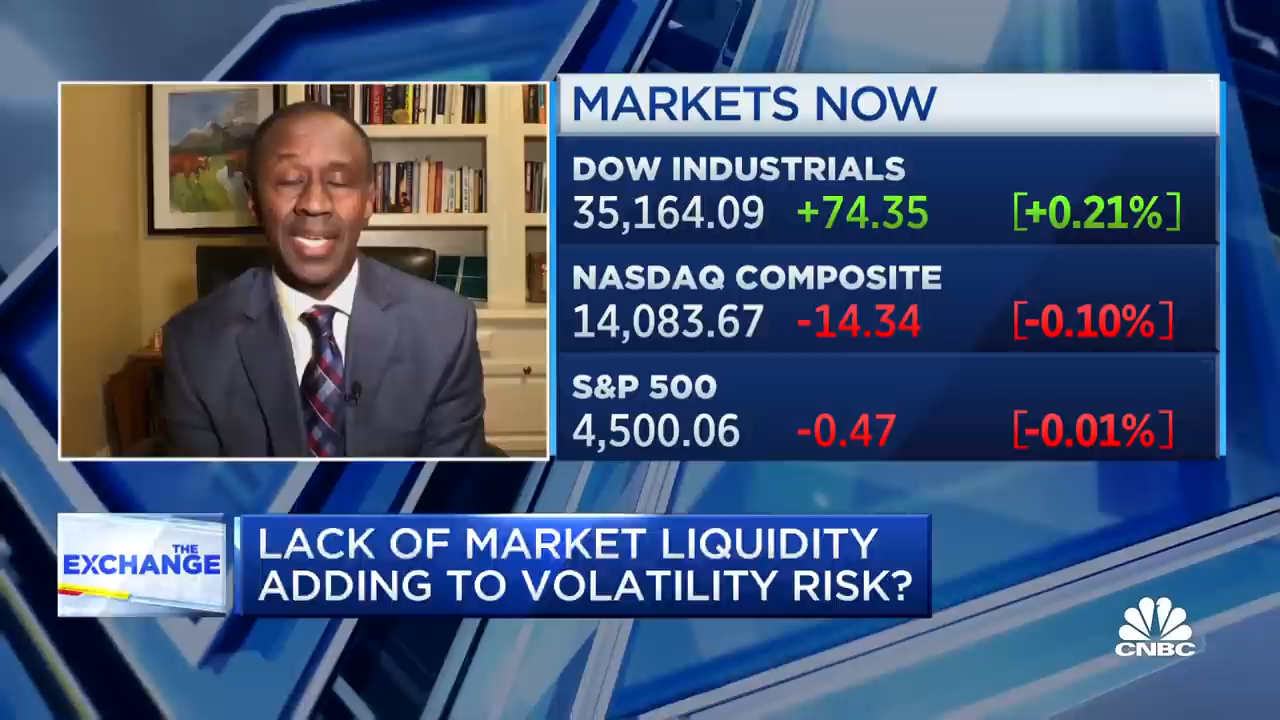 MARKETS NOW
DOW INDUSTRIALS
35,164.09 +74.35 [+0.21%]
NASDAQ COMPOSITE
14,083.67 -14.34 [-0.10%]
S&P 500
4,500.06 -0.47 [-0.01%]
THE
EXCHANGE
LACK OF MARKET LIQUIDITY
ADDING TO VOLATILITY RISK?
CNBC